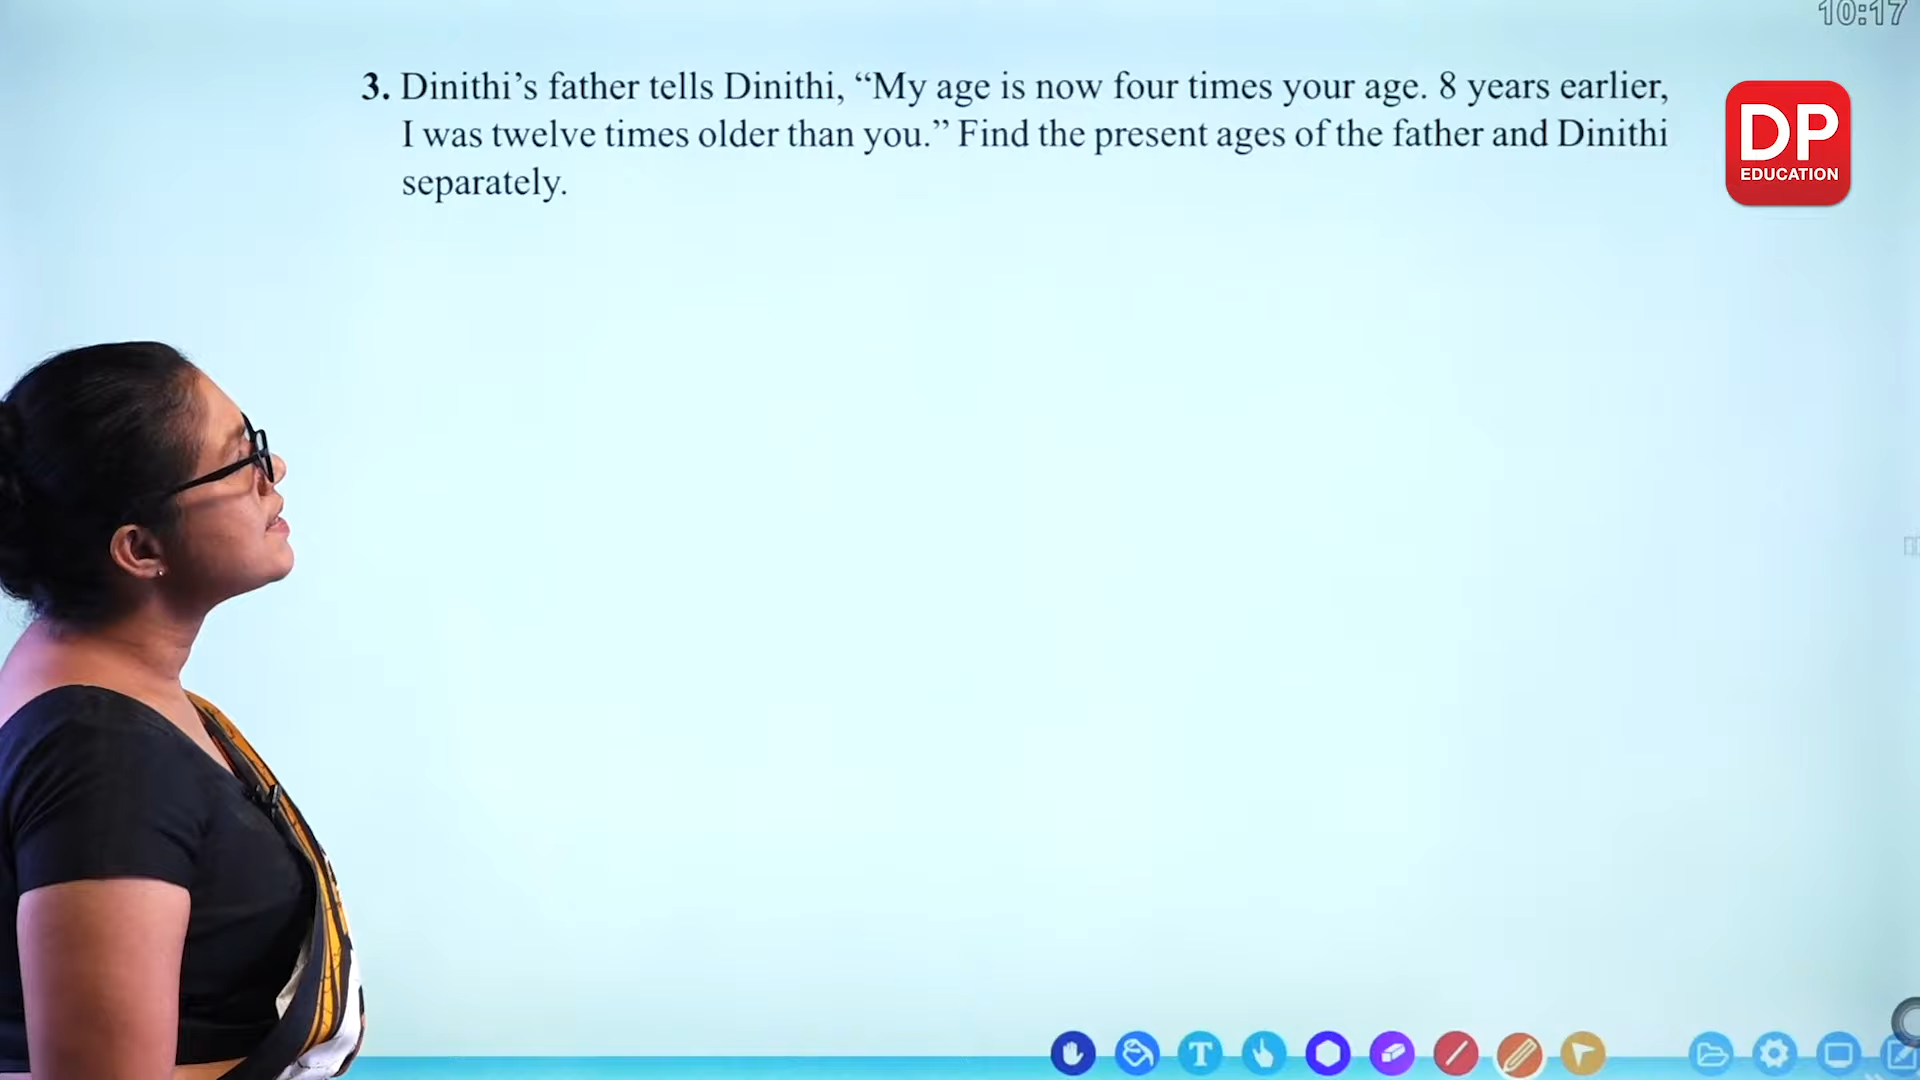 10:17
3. Dinithi’s father tells Dinithi, “My age is now four times your age. 8 years earlier,
I was twelve times older than you.” Find the present ages of the father and Dinithi
separately.
DP
EDUCATION
T